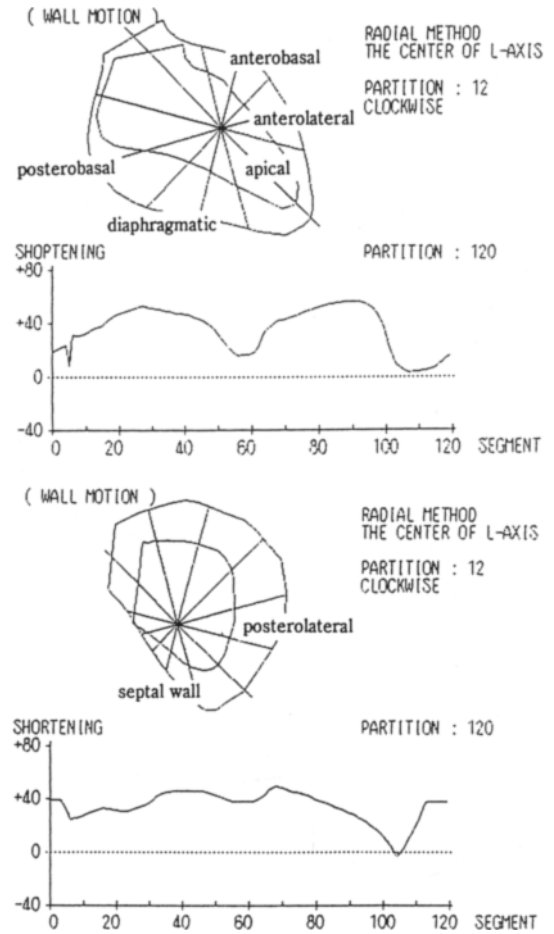 ( WALL MOTION )
RADIAL METHOD
THE CENTER OF L-AXIS
PARTITION : 12
CLOCKWISE
anterobasal
anterolateral
posterobasal
apical
diaphragmatic
SHOPTENING
PARTITION : 120
+80
+40
0
-40
0 20 40 60 80 100 120 SEGMENT
( WALL MOTION )
RADIAL METHOD
THE CENTER OF L-AXIS
PARTITION : 12
CLOCKWISE
posterolateral
septal wall
SHORTENING
PARTITION : 120
+80
+40
0
-40
0 20 40 60 80 100 120 SEGMENT